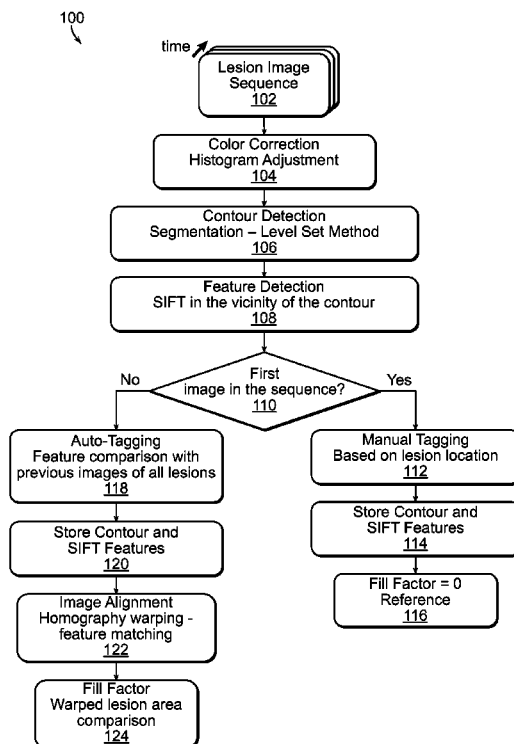 100
time
Lesion Image
Sequence
102
Color Correction
Histogram Adjustment
104
Contour Detection
Segmentation – Level Set Method
106
Feature Detection
SIFT in the vicinity of the contour
108
First
image in the sequence?
110
No
Yes
Auto-Tagging
Feature comparison with
previous images of all lesions
118
Store Contour and
SIFT Features
120
Image Alignment
Homography warping -
feature matching
122
Fill Factor
Warped lesion area
comparison
124
Manual Tagging
Based on lesion location
112
Store Contour and
SIFT Features
114
Fill Factor = 0
Reference
116